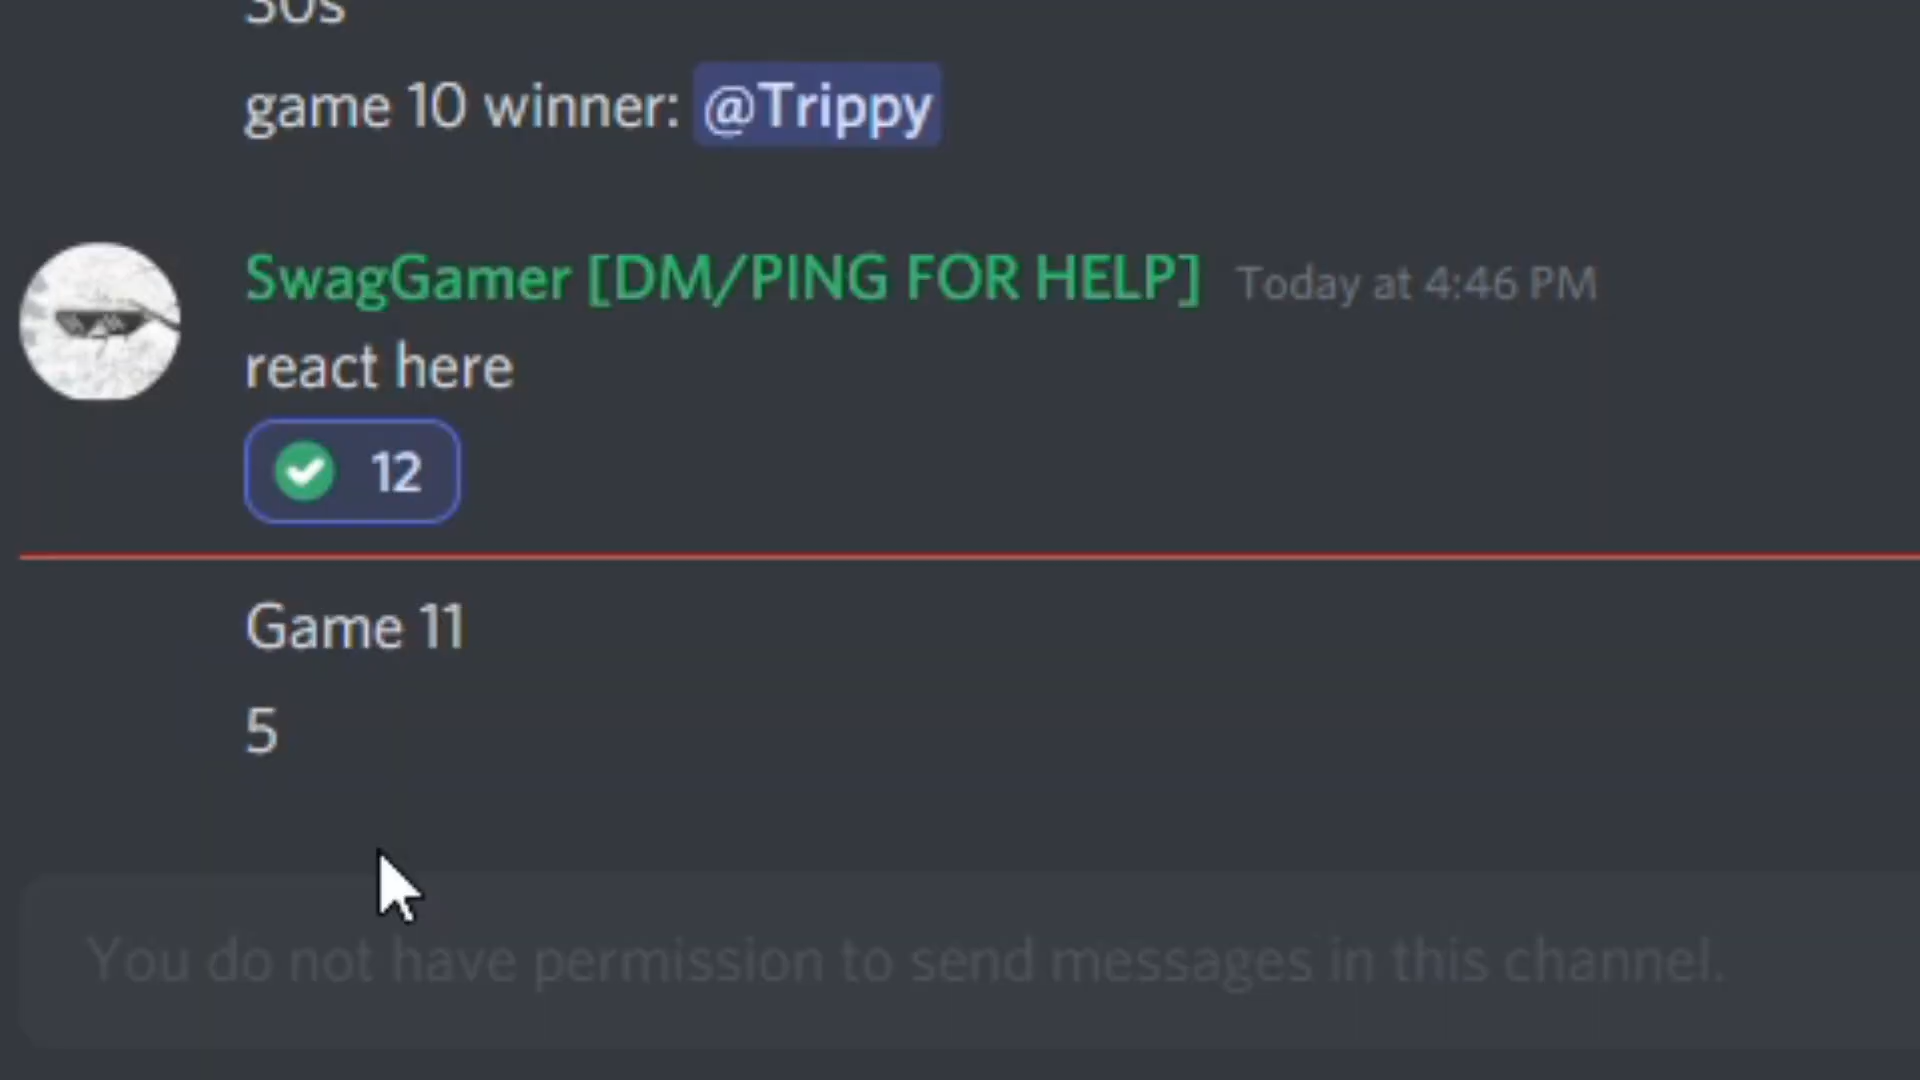 30s
game 10 winner: @Trippy
SwagGamer [DM/PING FOR HELP] Today at 4:46 PM
react here
12
Game 11
5
You do not have permission to send messages in this channel.